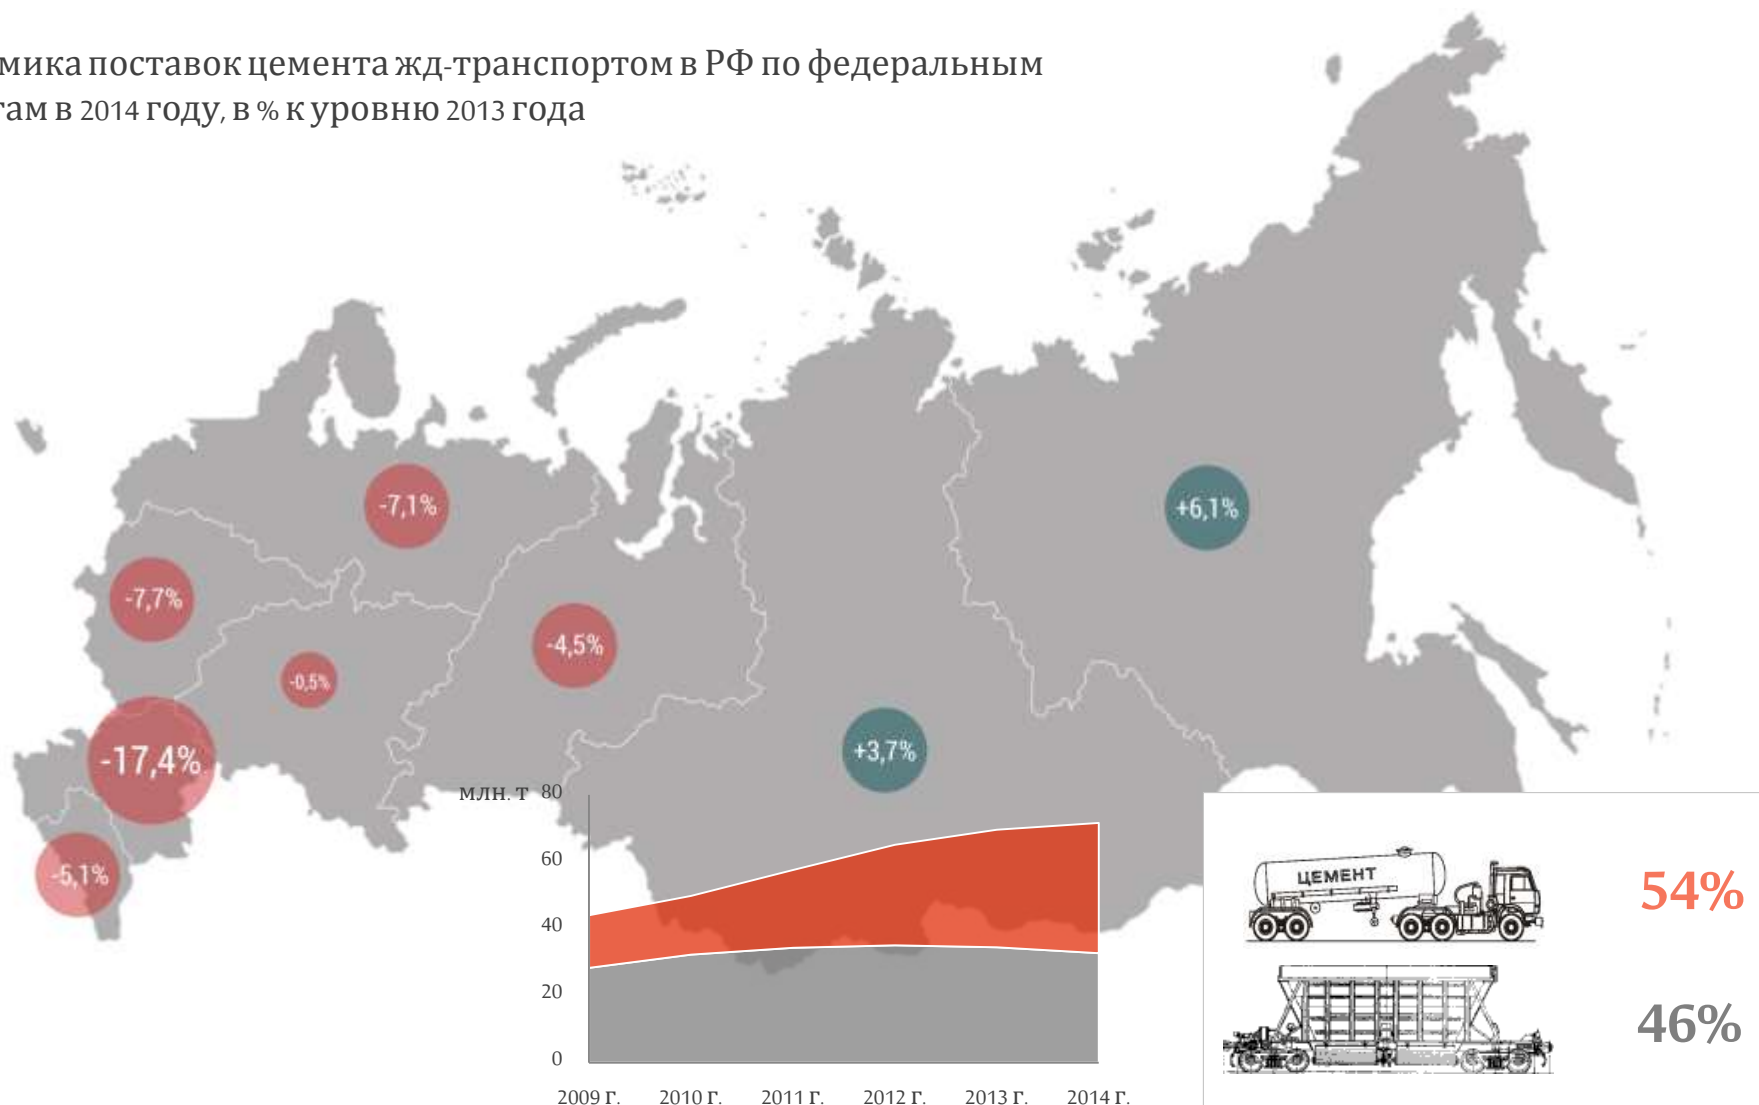 мика поставок цемента жд-транспортом в РФ по федеральным
там в 2014 году, в % к уровню 2013 года
-7,1%
+6,1%
-7,7%
-4,5%
-0,5%
-17,4%
+3,7%
-5,1%
млн. т
80
60
40
20
0
2009 г.
2010 г.
2011 г.
2012 г.
2013 г.
2014 г.
ЦЕМЕНТ
54%
46%